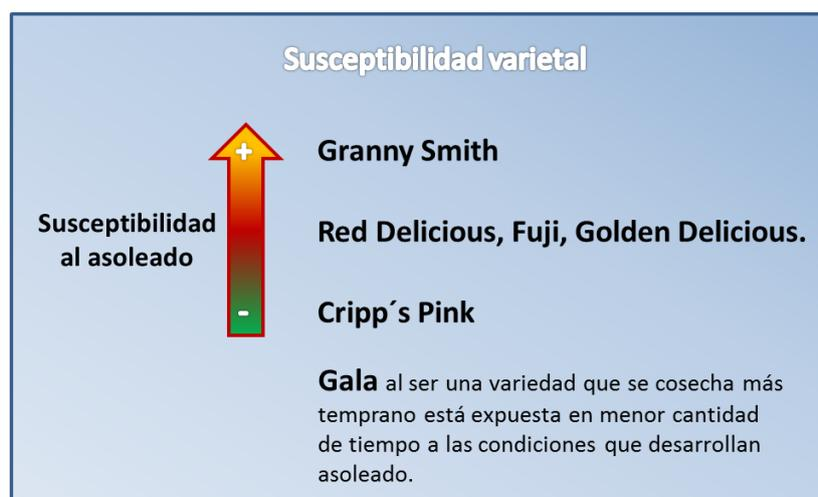 Susceptibilidad varietal
+
Granny Smith
Susceptibilidad
al asoleado
Red Delicious, Fuji, Golden Delicious.
-
Cripp´s Pink
Gala al ser una variedad que se cosecha más
temprano está expuesta en menor cantidad
de tiempo a las condiciones que desarrollan
asoleado.